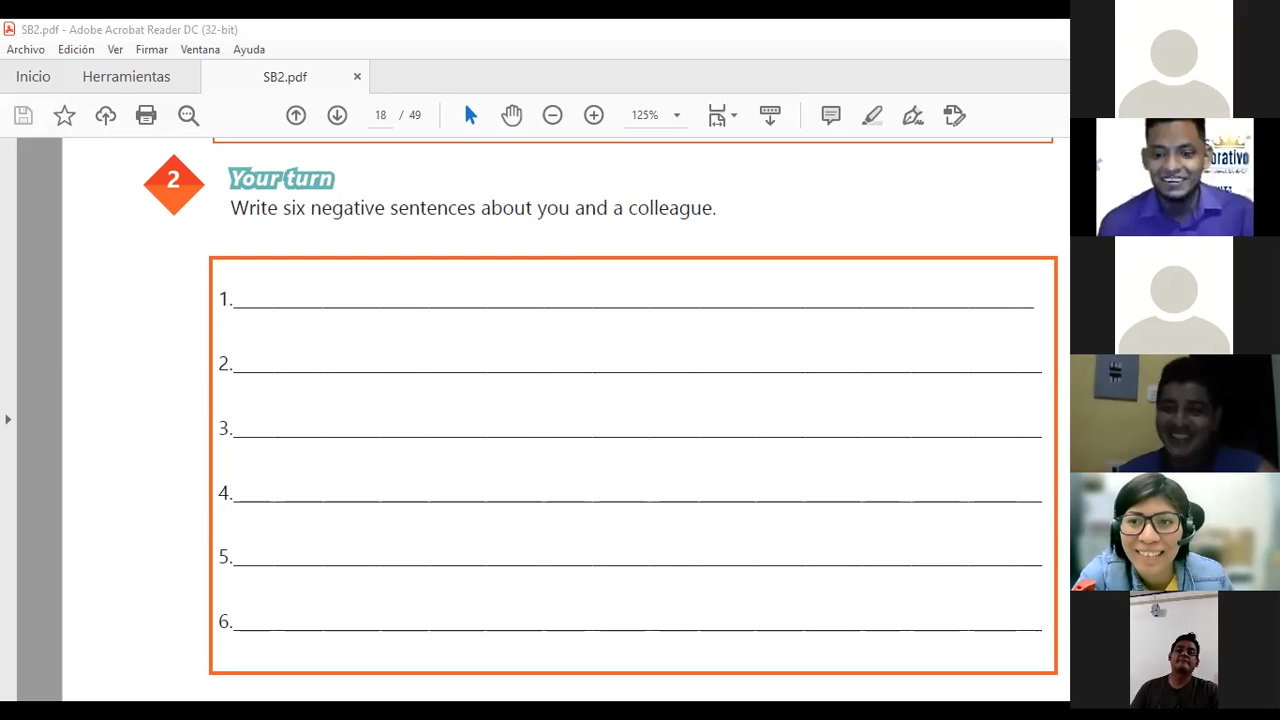 SB2.pdf - Adobe Acrobat Reader DC (32-bit)
Archivo Edición Ver Firmar Ventana Ayuda
Inicio Herramientas SB2.pdf ×
18 / 49 125%
2 Your turn
Write six negative sentences about you and a colleague.
1.
2.
3.
4.
5.
6.
orativo